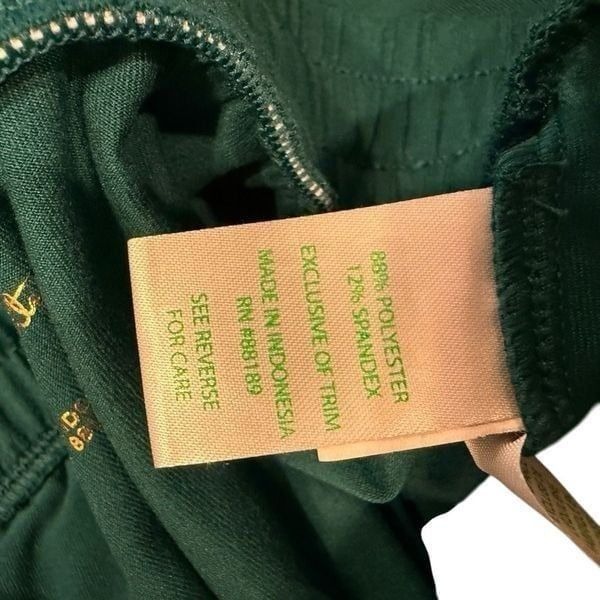 88% POLYESTER
12% SPANDEX
EXCLUSIVE OF TRIM
MADE IN INDONESIA
RN #88189
SEE REVERSE
FOR CARE